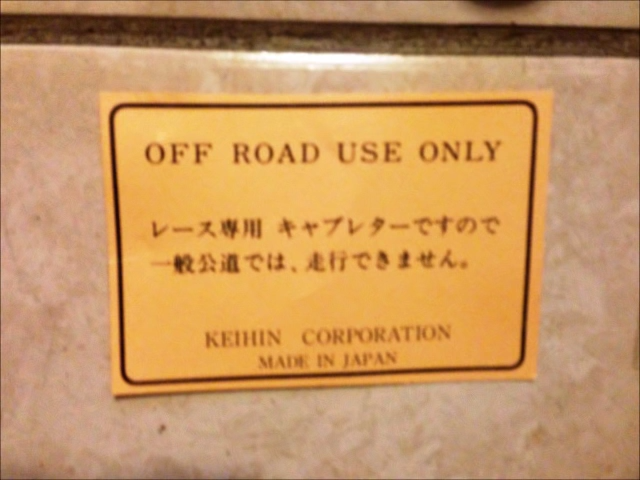 OFF ROAD USE ONLY
レース専用 キャブレターですので
一般公道では、走行できません。
KEIHIN CORPORATION
MADE IN JAPAN